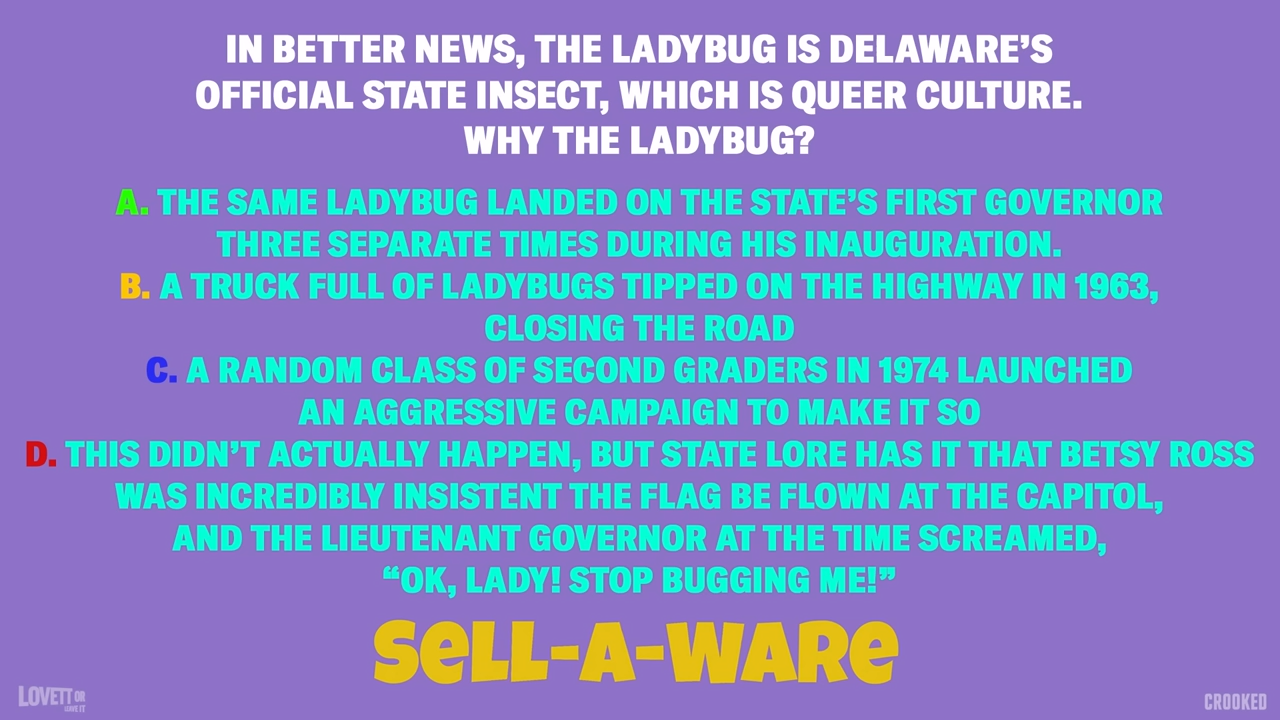 IN BETTER NEWS, THE LADYBUG IS DELAWARE'S
OFFICIAL STATE INSECT, WHICH IS QUEER CULTURE.
WHY THE LADYBUG?
A. THE SAME LADYBUG LANDED ON THE STATE'S FIRST GOVERNOR
THREE SEPARATE TIMES DURING HIS INAUGURATION.
B. A TRUCK FULL OF LADYBUGS TIPPED ON THE HIGHWAY IN 1963,
CLOSING THE ROAD
C. A RANDOM CLASS OF SECOND GRADERS IN 1974 LAUNCHED
AN AGGRESSIVE CAMPAIGN TO MAKE IT SO
D. THIS DIDN'T ACTUALLY HAPPEN, BUT STATE LORE HAS IT THAT BETSY ROSS
WAS INCREDIBLY INSISTENT THE FLAG BE FLOWN AT THE CAPITOL,
AND THE LIEUTENANT GOVERNOR AT THE TIME SCREAMED,
“OK, LADY! STOP BUGGING ME!”
SeLL-A-WARe
LOVETT OR
LEAVE IT
CROOKED